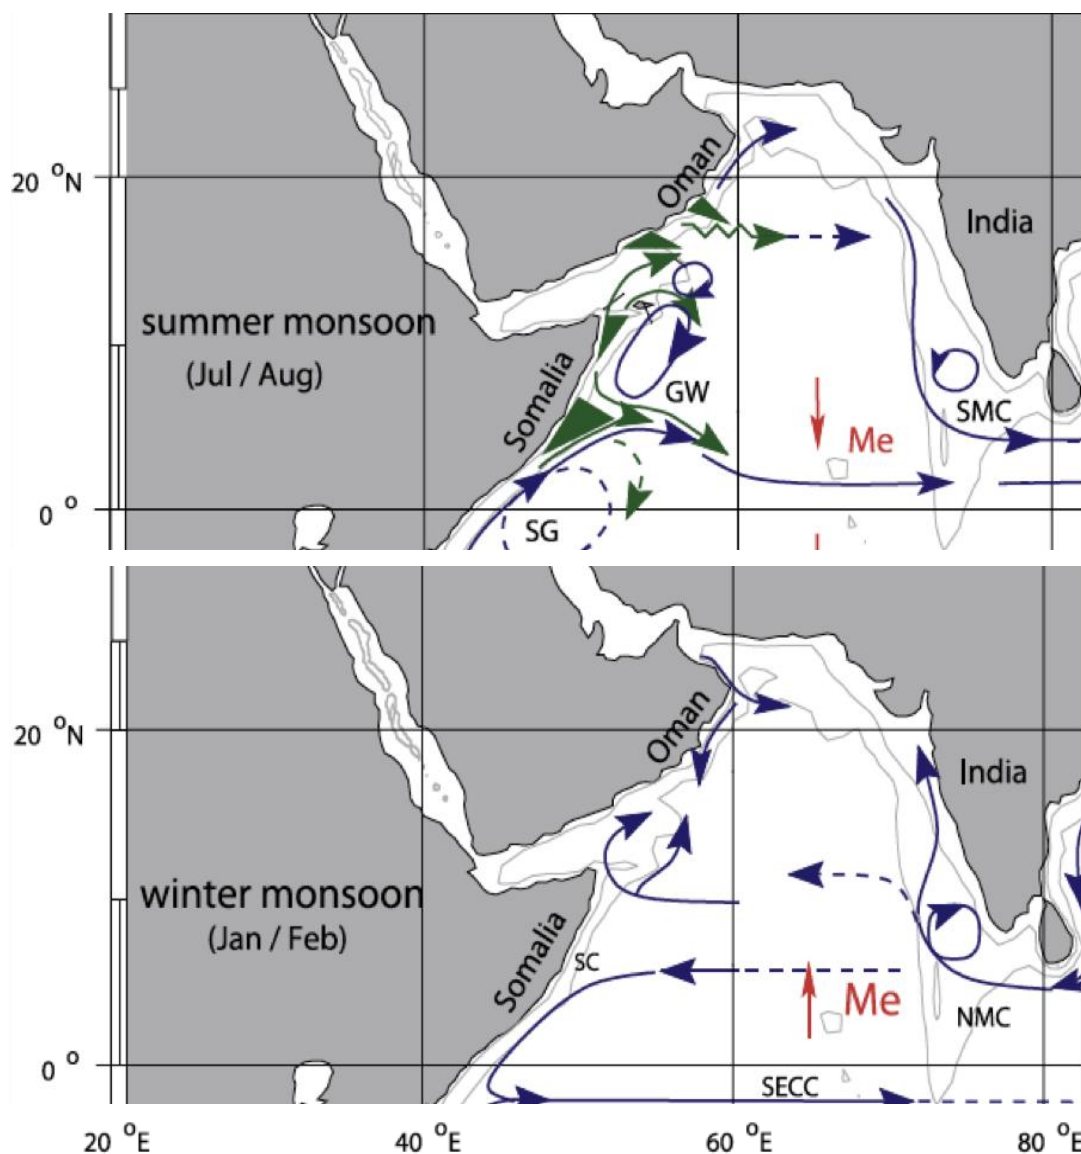 20 °N
Oman
India
summer monsoon
(Jul / Aug)
Somalia
GW
SMC
Me
0 °
SG
20 °N
Oman
India
winter monsoon
(Jan / Feb)
Somalia
SC
Me
NMC
0 °
SECC
20 °E
40 °E
60 °E
80 °E